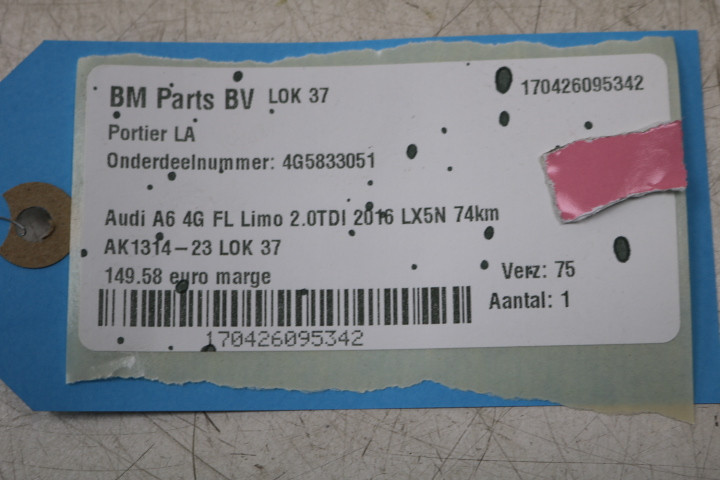 BM Parts BV LOK 37 170426095342
Portier LA
Onderdeelnummer: 4G5833051
Audi A6 4G FL Limo 2.0TDI 2016 LX5N 74km
AK1314-23 LOK 37
149.58 euro marge Verz: 75
Aantal: 1
170426095342